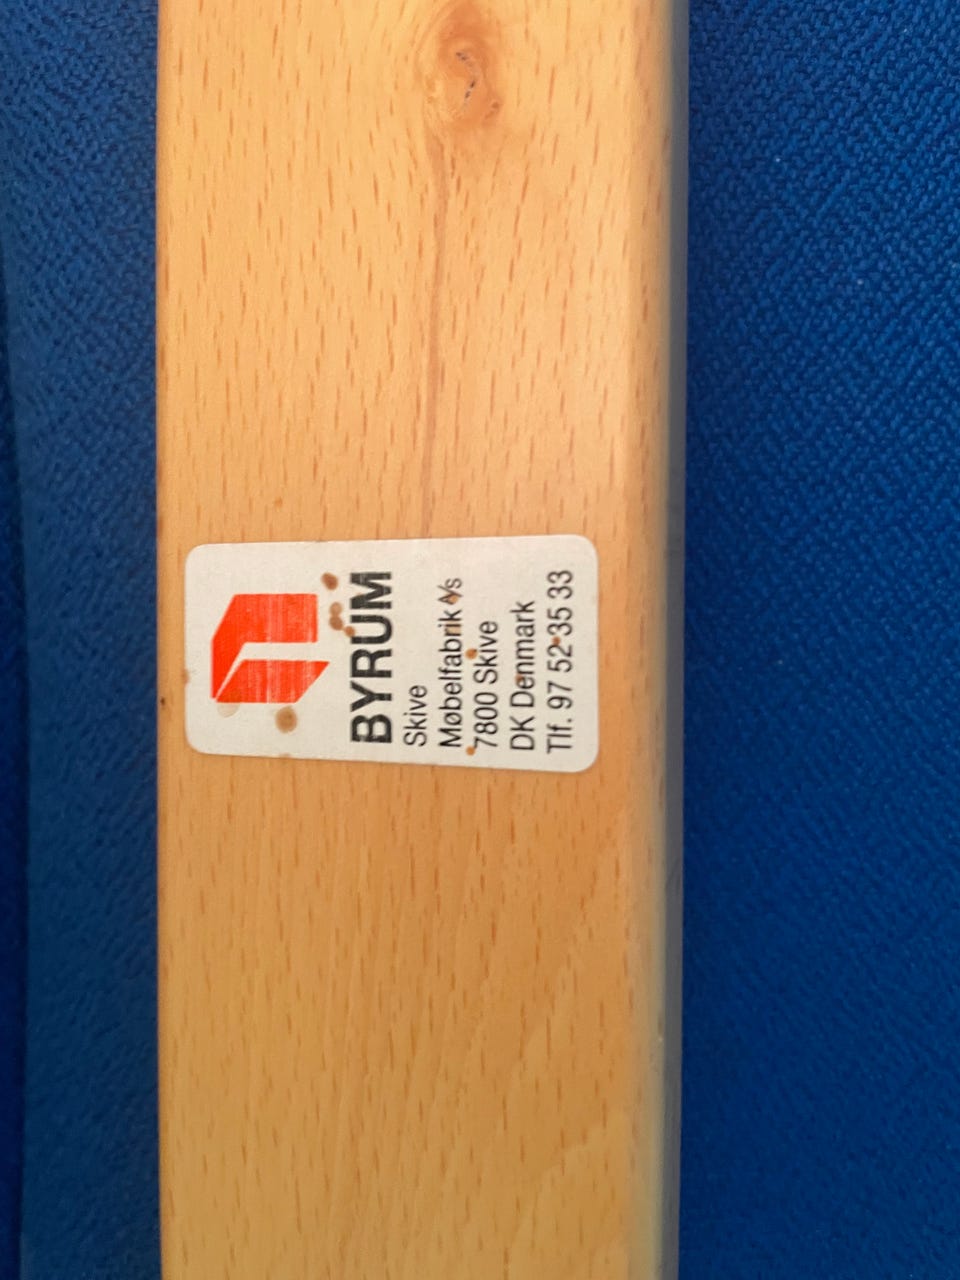 BYRUM
Skive
Møbelfabrik A/s
7800 Skive
DK Denmark
Tlf. 97 52 35 33